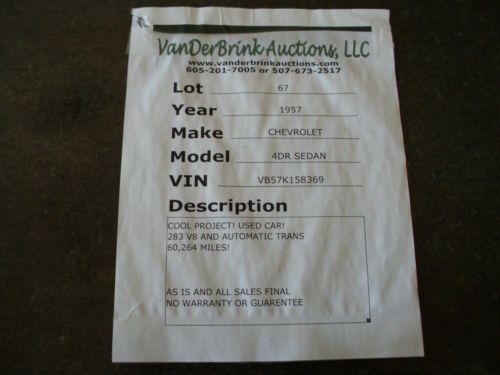 VanDerBrink Auctions, LLC
www.vanderbrinkauctions.com
605-201-7005 or 507-673-2517
Lot 67
Year 1957
Make CHEVROLET
Model 4DR SEDAN
VIN VB57K158369
Description
COOL PROJECT! USED CAR!
283 V8 AND AUTOMATIC TRANS
60,264 MILES!
AS IS AND ALL SALES FINAL
NO WARRANTY OR GUARENTEE